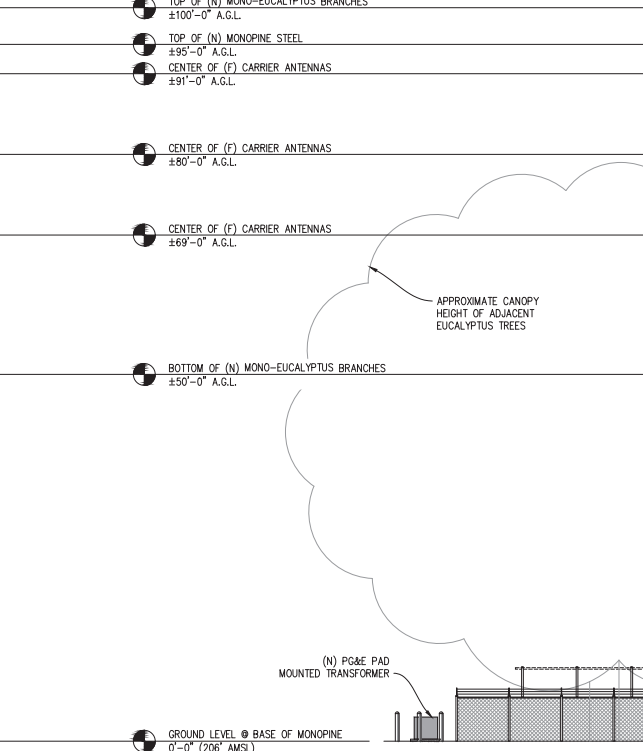 TOP OF (N) MONO-EUCALYPTUS BRANCHES
±100'-0" A.G.L.
TOP OF (N) MONOPINE STEEL
±95'-0" A.G.L.
CENTER OF (F) CARRIER ANTENNAS
±91'-0" A.G.L.
CENTER OF (F) CARRIER ANTENNAS
±80'-0" A.G.L.
CENTER OF (F) CARRIER ANTENNAS
±69'-0" A.G.L.
APPROXIMATE CANOPY
HEIGHT OF ADJACENT
EUCALYPTUS TREES
BOTTOM OF (N) MONO-EUCALYPTUS BRANCHES
±50'-0" A.G.L.
(N) PG&E PAD
MOUNTED TRANSFORMER
GROUND LEVEL @ BASE OF MONOPINE
0'-0" (206' AMSL)